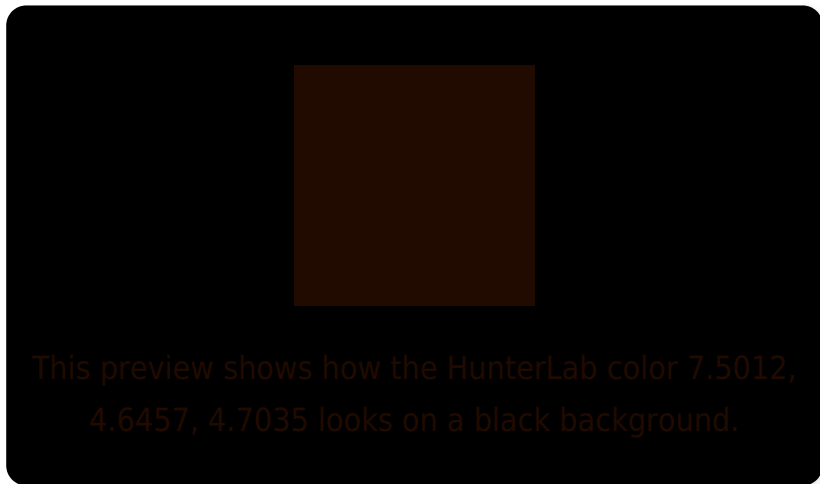 This preview shows how the HunterLab color 7.5012,
4.6457, 4.7035 looks on a black background.